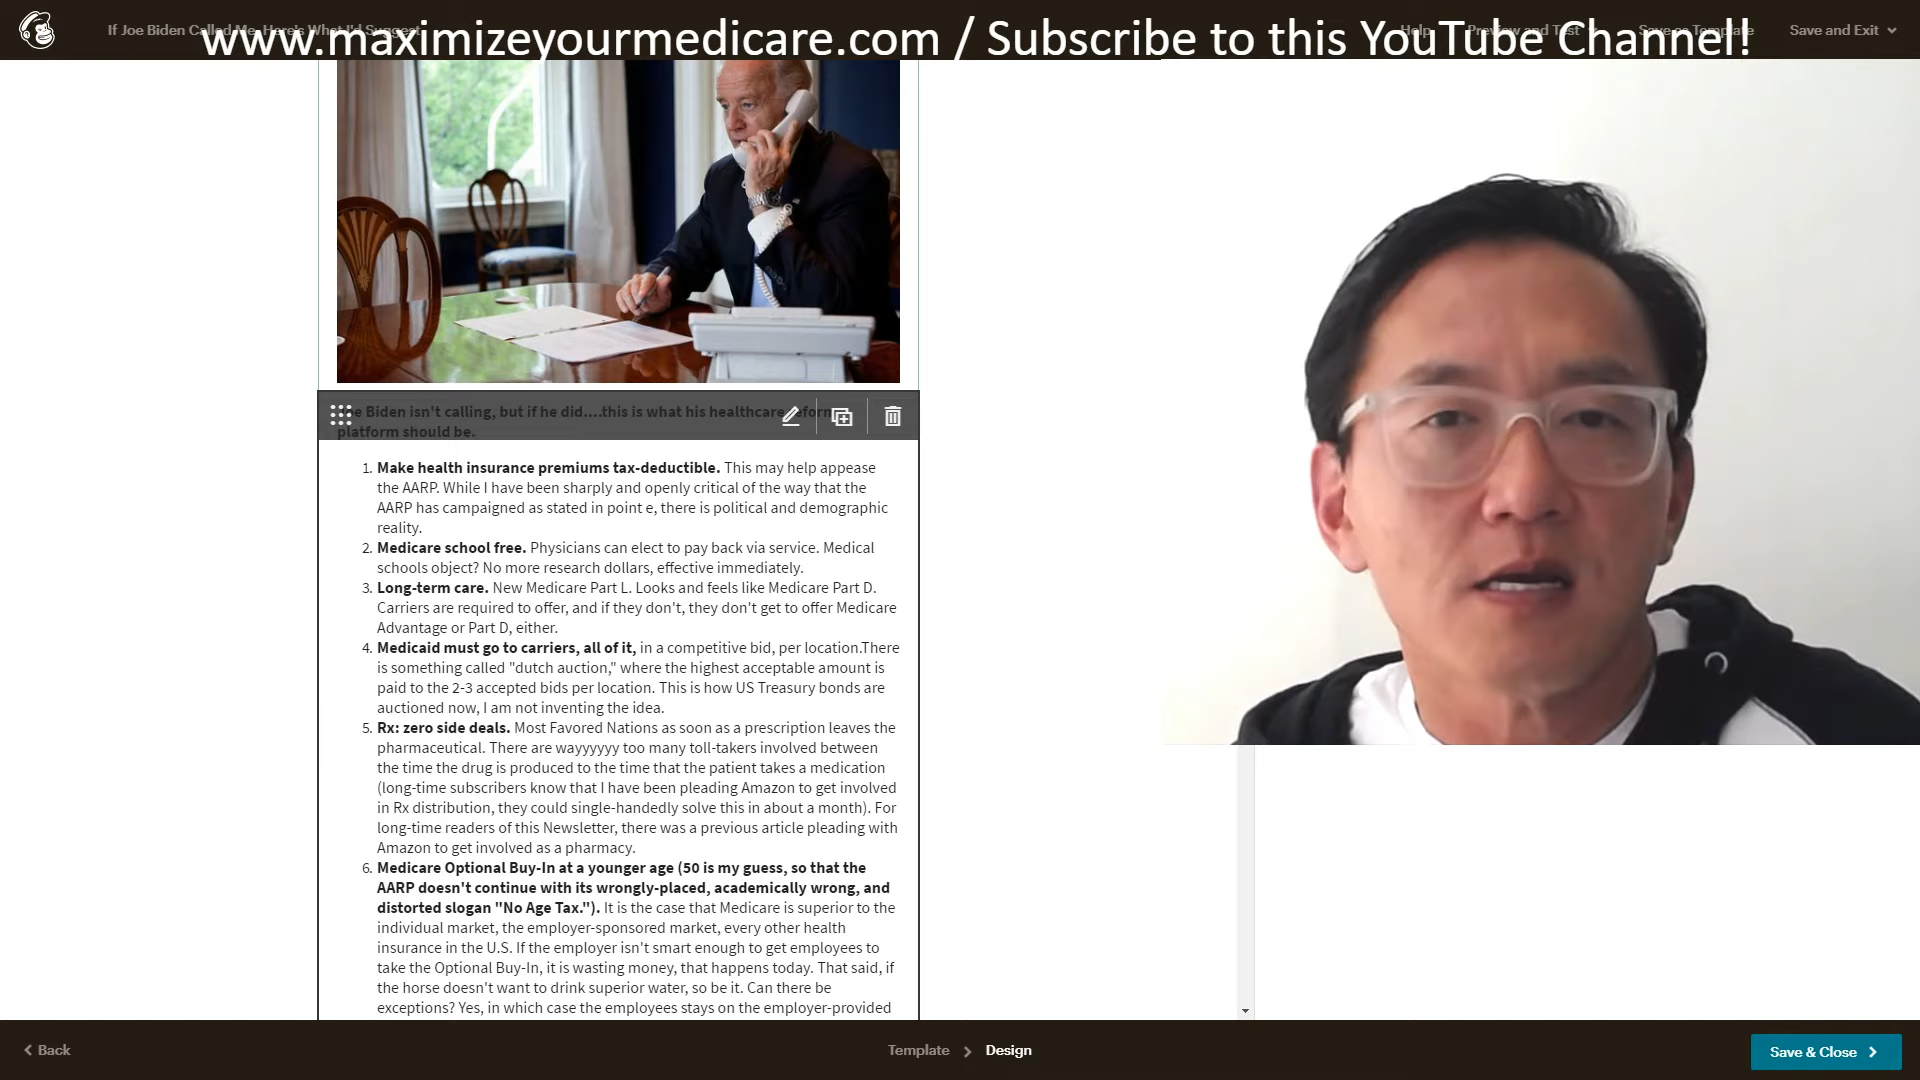 If Joe Biden Called Me, Here's What I'd Suggest
www.maximizeyourmedicare.com / Subscribe to this YouTube Channel!
Help
Preview and Test
Save as Template
Save and Exit
Joe Biden isn't calling, but if he did....this is what his healthcare reform
platform should be.
1. Make health insurance premiums tax-deductible. This may help appease
the AARP. While I have been sharply and openly critical of the way that the
AARP has campaigned as stated in point e, there is political and demographic
reality.
2. Medicare school free. Physicians can elect to pay back via service. Medical
schools object? No more research dollars, effective immediately.
3. Long-term care. New Medicare Part L. Looks and feels like Medicare Part D.
Carriers are required to offer, and if they don't, they don't get to offer Medicare
Advantage or Part D, either.
4. Medicaid must go to carriers, all of it, in a competitive bid, per location.There
is something called "dutch auction," where the highest acceptable amount is
paid to the 2-3 accepted bids per location. This is how US Treasury bonds are
auctioned now, I am not inventing the idea.
5. Rx: zero side deals. Most Favored Nations as soon as a prescription leaves the
pharmaceutical. There are wayyyyyy too many toll-takers involved between
the time the drug is produced to the time that the patient takes a medication
(long-time subscribers know that I have been pleading Amazon to get involved
in Rx distribution, they could single-handedly solve this in about a month). For
long-time readers of this Newsletter, there was a previous article pleading with
Amazon to get involved as a pharmacy.
6. Medicare Optional Buy-In at a younger age (50 is my guess, so that the
AARP doesn't continue with its wrongly-placed, academically wrong, and
distorted slogan "No Age Tax."). It is the case that Medicare is superior to the
individual market, the employer-sponsored market, every other health
insurance in the U.S. If the employer isn't smart enough to get employees to
take the Optional Buy-In, it is wasting money, that happens today. That said, if
the horse doesn't want to drink superior water, so be it. Can there be
exceptions? Yes, in which case the employees stays on the employer-provided
Back
Template
Design
Save & Close